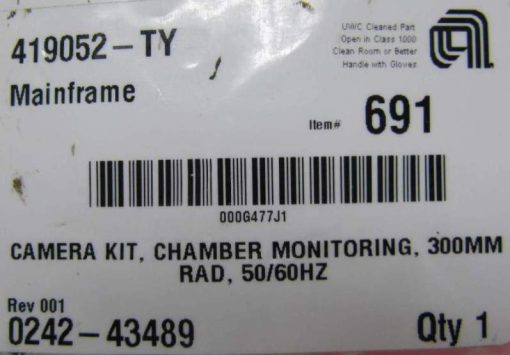 419052-TY
UWC Cleaned Part
Open in Class 1000
Clean Room or Better
Handle with Gloves
Mainframe
Item# 691
000G477J1
CAMERA KIT, CHAMBER MONITORING, 300MM
RAD, 50/60HZ
Rev 001
0242-43489
Qty 1